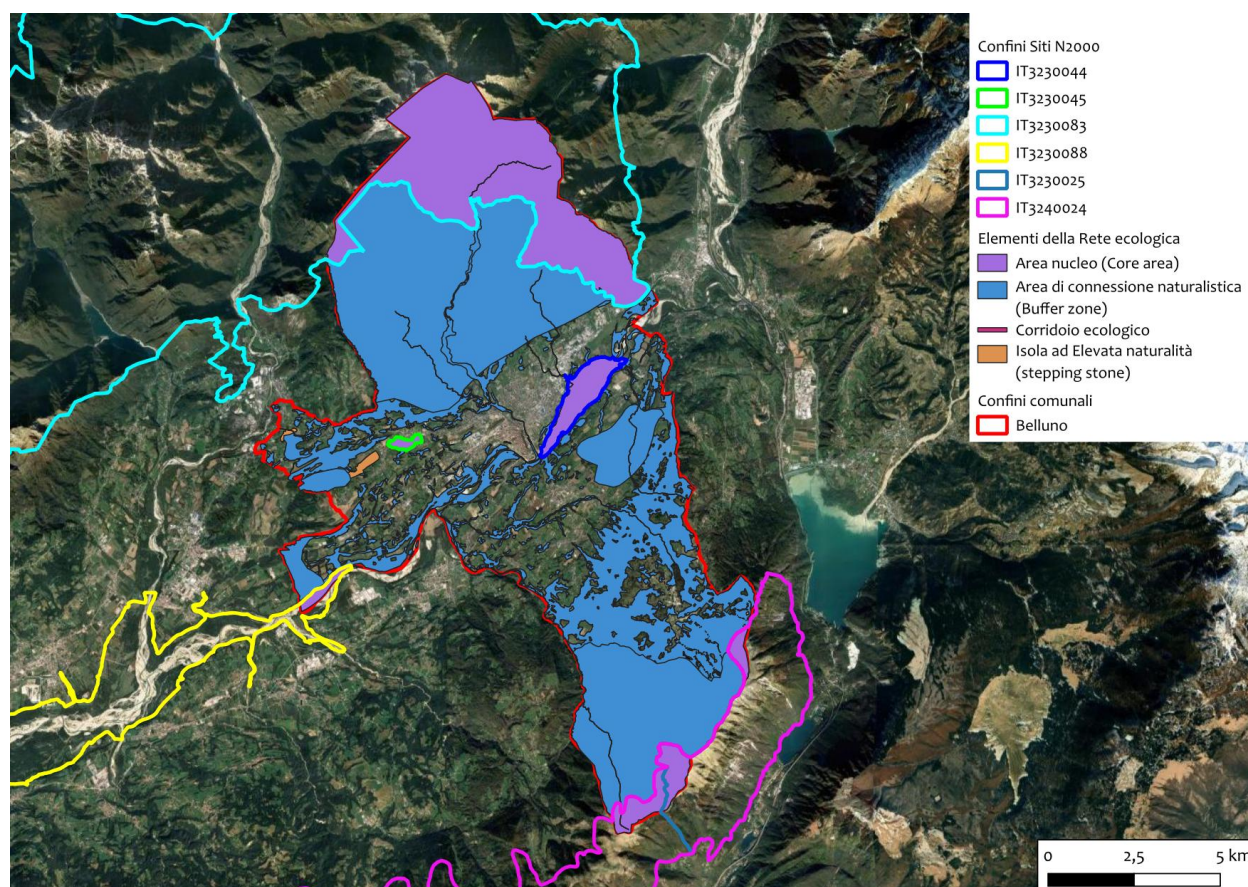 Confini Siti N2000
IT3230044
IT3230045
IT3230083
IT3230088
IT3230025
IT3240024
Elementi della Rete ecologica
Area nucleo (Core area)
Area di connessione naturalistica
(Buffer zone)
Corridoio ecologico
Isola ad Elevata naturalità
(stepping stone)
Confini comunali
Belluno
0 2,5 5 km